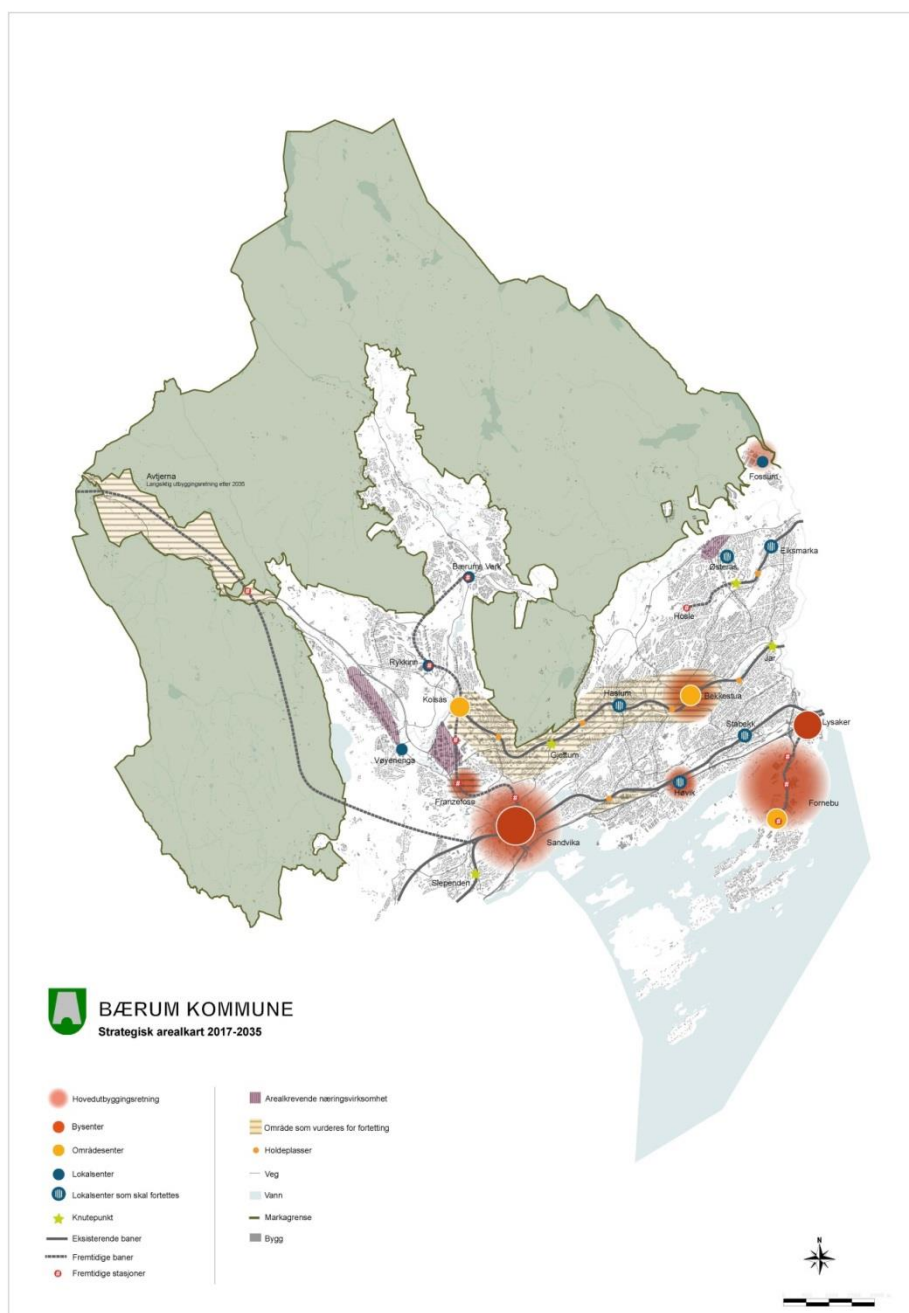 Avtjerna
Langsiktig utbyggingsretning etter 2035
Fossum
Eiksmarka
Østerås
Bærums Verk
Hosle
Jar
Rykkinn
Kolsås
Haslum
Bekkestua
Stabekk
Lysaker
Gjettum
Vøyenenga
Franzefoss
Høvik
Fornebu
Sandvika
Slependen
BÆRUM KOMMUNE
Strategisk arealkart 2017-2035
Hovedutbyggingsretning
Bysenter
Områdesenter
Lokalsenter
Lokalsenter som skal fortettes
Knutepunkt
Eksisterende baner
Fremtidige baner
Fremtidige stasjoner
Arealkrevende næringsvirksomhet
Område som vurderes for fortetting
Holdeplasser
Veg
Vann
Markagrense
Bygg
N